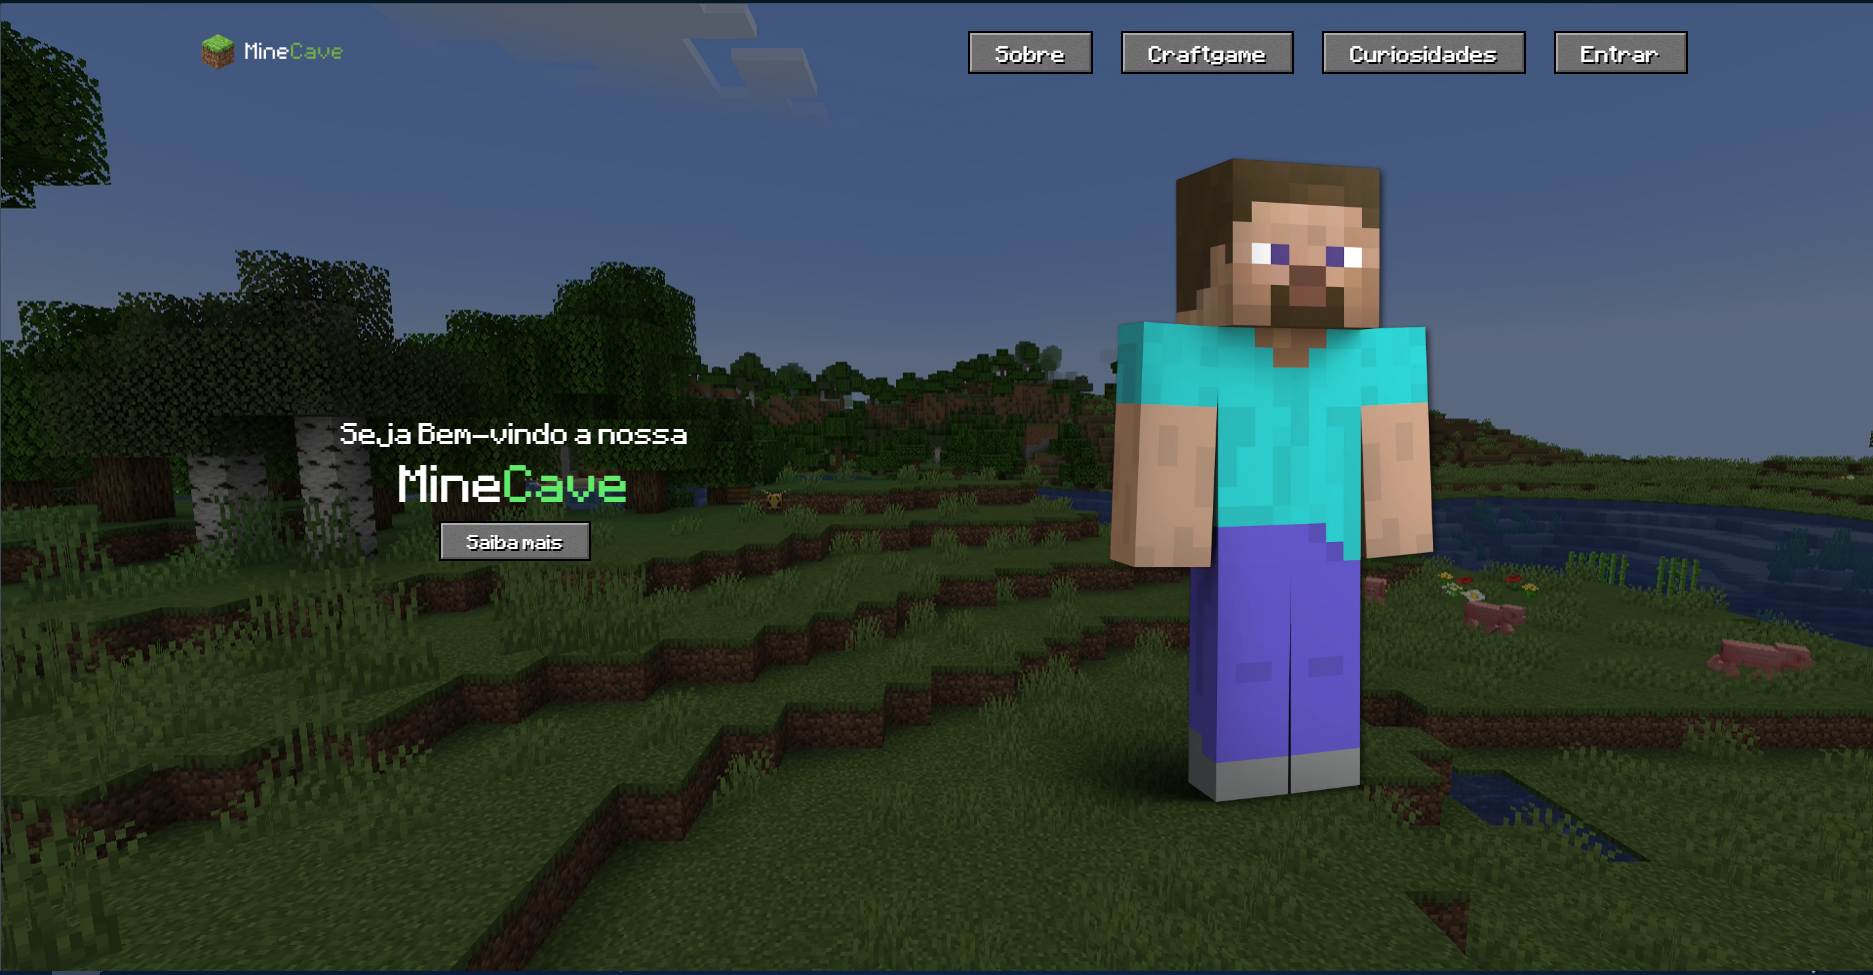 MineCave
Sobre
Craftgame
Curiosidades
Entrar
Seja Bem-vindo a nossa
MineCave
Saiba mais